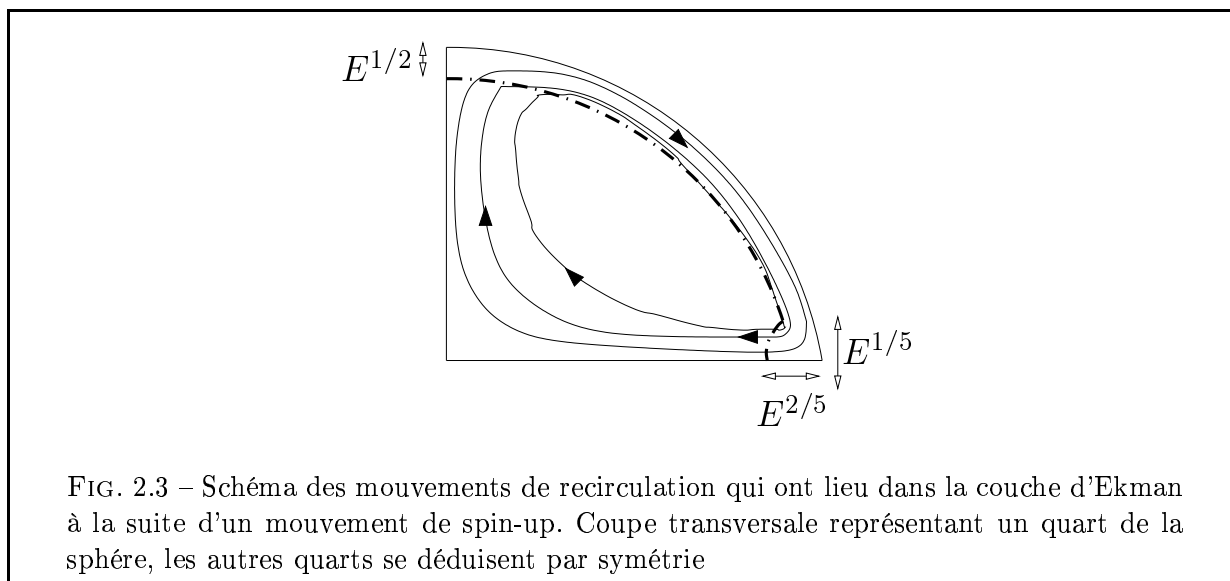 E^{1/2}
E^{1/5}
E^{2/5}
FIG. 2.3 – Schéma des mouvements de recirculation qui ont lieu dans la couche d'Ekman
à la suite d'un mouvement de spin-up. Coupe transversale représentant un quart de la
sphére, les autres quarts se déduisent par symétrie